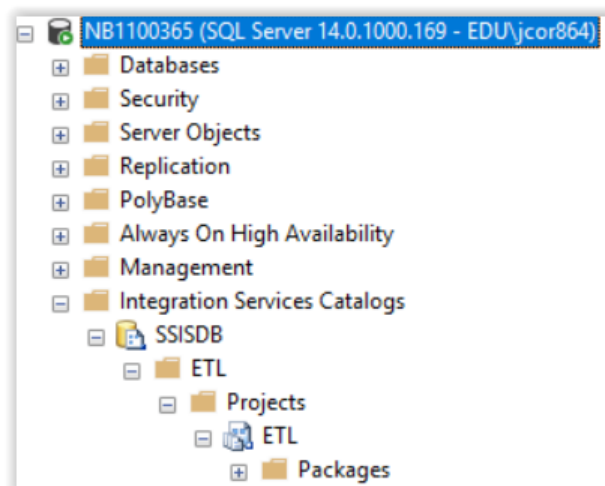 NB1100365 (SQL Server 14.0.1000.169 - EDU\jcor864)
Databases
Security
Server Objects
Replication
PolyBase
Always On High Availability
Management
Integration Services Catalogs
SSISDB
ETL
Projects
ETL
Packages